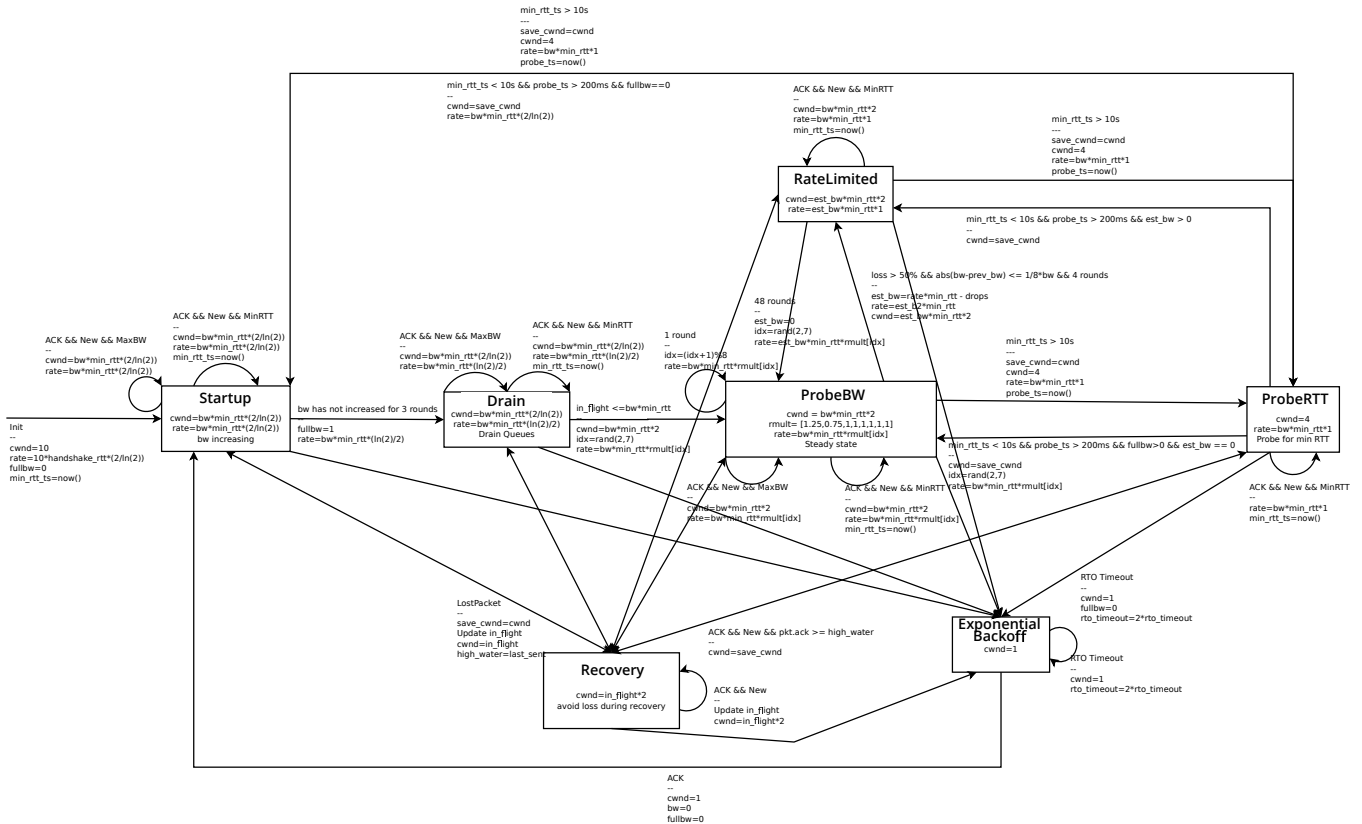 min_rtt_ts > 10s
---
save_cwnd=cwnd
cwnd=4
rate=bw*min_rtt*1
probe_ts=now()
min_rtt_ts < 10s && probe_ts > 200ms && fullbw==0
--
cwnd=save_cwnd
rate=bw*min_rtt*(2/ln(2))
ACK && New && MinRTT
--
cwnd=bw*min_rtt*2
rate=bw*min_rtt*1
min_rtt_ts=now()
min_rtt_ts > 10s
---
save_cwnd=cwnd
cwnd=4
rate=bw*min_rtt*1
probe_ts=now()
RateLimited
cwnd=est_bw*min_rtt*2
rate=est_bw*min_rtt*1
min_rtt_ts < 10s && probe_ts > 200ms && est_bw > 0
--
cwnd=save_cwnd
loss > 50% && abs(bw-prev_bw) <= 1/8*bw && 4 rounds
--
est_bw=rate*min_rtt - drops
rate=est_b2*min_rtt
cwnd=est_bw*min_rtt*2
48 rounds
--
est_bw=0
idx=rand(2,7)
rate=est_bw*min_rtt*rmult[idx]
ACK && New && MaxBW
--
cwnd=bw*min_rtt*(2/ln(2))
rate=bw*min_rtt*(2/ln(2))
ACK && New && MinRTT
--
cwnd=bw*min_rtt*(2/ln(2))
rate=bw*min_rtt*(2/ln(2))
min_rtt_ts=now()
ACK && New && MaxBW
--
cwnd=bw*min_rtt*(2/ln(2))
rate=bw*min_rtt*(ln(2)/2)
ACK && New && MinRTT
--
cwnd=bw*min_rtt*(2/ln(2))
rate=bw*min_rtt*(ln(2)/2)
min_rtt_ts=now()
1 round
--
idx=(idx+1)%8
rate=bw*min_rtt*rmult[idx]
min_rtt_ts > 10s
---
save_cwnd=cwnd
cwnd=4
rate=bw*min_rtt*1
probe_ts=now()
Init
--
cwnd=10
rate=10*handshake_rtt*(2/ln(2))
fullbw=0
min_rtt_ts=now()
Startup
cwnd=bw*min_rtt*(2/ln(2))
rate=bw*min_rtt*(2/ln(2))
bw increasing
bw has not increased for 3 rounds
--
fullbw=1
rate=bw*min_rtt*(ln(2)/2)
Drain
cwnd=bw*min_rtt*(2/ln(2))
rate=bw*min_rtt*(ln(2)/2)
Drain Queues
in_flight <=bw*min_rtt
--
cwnd=bw*min_rtt*2
idx=rand(2,7)
rate=bw*min_rtt*rmult[idx]
ProbeBW
cwnd = bw*min_rtt*2
rmult= [1.25,0.75,1,1,1,1,1,1]
rate=bw*min_rtt*rmult[idx]
Steady state
ProbeRTT
cwnd=4
rate=bw*min_rtt*1
Probe for min RTT
min_rtt_ts < 10s && probe_ts > 200ms && fullbw>0 && est_bw == 0
--
cwnd=save_cwnd
idx=rand(2,7)
rate=bw*min_rtt*rmult[idx]
ACK && New && MaxBW
--
cwnd=bw*min_rtt*2
rate=bw*min_rtt*rmult[idx]
ACK && New && MinRTT
--
cwnd=bw*min_rtt*2
rate=bw*min_rtt*rmult[idx]
min_rtt_ts=now()
ACK && New && MinRTT
--
rate=bw*min_rtt*1
min_rtt_ts=now()
LostPacket
--
save_cwnd=cwnd
Update in_flight
cwnd=in_flight
high_water=last_sent
ACK && New && pkt.ack >= high_water
--
cwnd=save_cwnd
Recovery
cwnd=in_flight*2
avoid loss during recovery
ACK && New
--
Update in_flight
cwnd=in_flight*2
Exponential
Backoff
cwnd=1
RTO Timeout
--
cwnd=1
fullbw=0
rto_timeout=2*rto_timeout
RTO Timeout
--
cwnd=1
rto_timeout=2*rto_timeout
ACK
--
cwnd=1
bw=0
fullbw=0